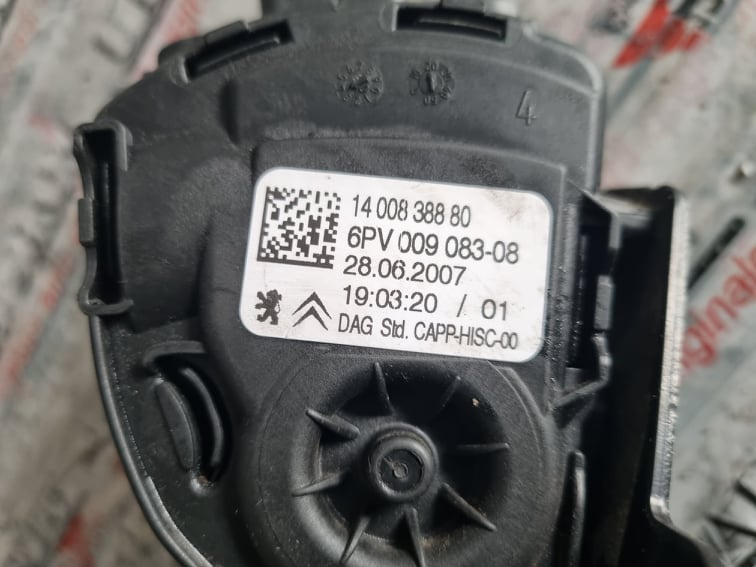 4
14 008 388 80
6PV 009 083-08
28.06.2007
19:03:20 / 01
DAG Std. CAPP-HISC-00